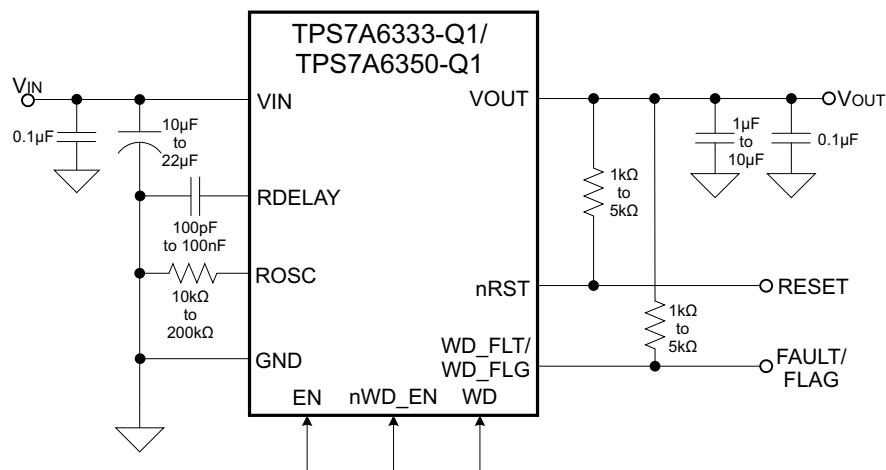 TPS7A6333-Q1/
TPS7A6350-Q1
VIN
VIN
0.1µF
10µF
to
22µF
RDELAY
100pF
to 100nF
ROSC
10kΩ
to
200kΩ
GND
EN
nWD_EN
WD
VOUT
VOUT
1kΩ
to
5kΩ
1µF
to
10µF
0.1µF
nRST
RESET
1kΩ
to
5kΩ
WD_FLT/
WD_FLG
FAULT/
FLAG